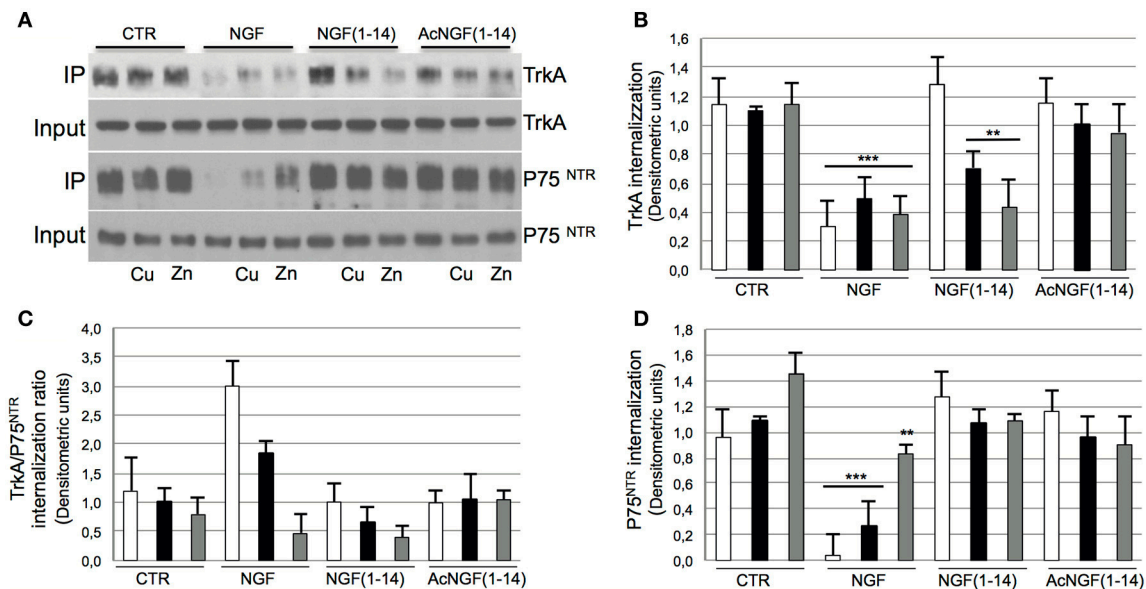 A
CTR NGF NGF(1-14) AcNGF(1-14)
IP TrkA
Input TrkA
IP P75 NTR
Input P75 NTR
Cu Zn Cu Zn Cu Zn Cu Zn
B
TrkA internalizzation
(Densitometric units)
1,6
1,4
1,2
1,0
0,8
0,6
0,4
0,2
0,0
***
**
CTR NGF NGF(1-14) AcNGF(1-14)
C
TrkA/P75NTR
internalization ratio
(Densitometric units)
4,0
3,5
3,0
2,5
2,0
1,5
1,0
0,5
0,0
CTR NGF NGF(1-14) AcNGF(1-14)
D
P75NTR internalization
(Densitometric units)
1,8
1,6
1,4
1,2
1,0
0,8
0,6
0,4
0,2
0,0
***
**
CTR NGF NGF(1-14) AcNGF(1-14)